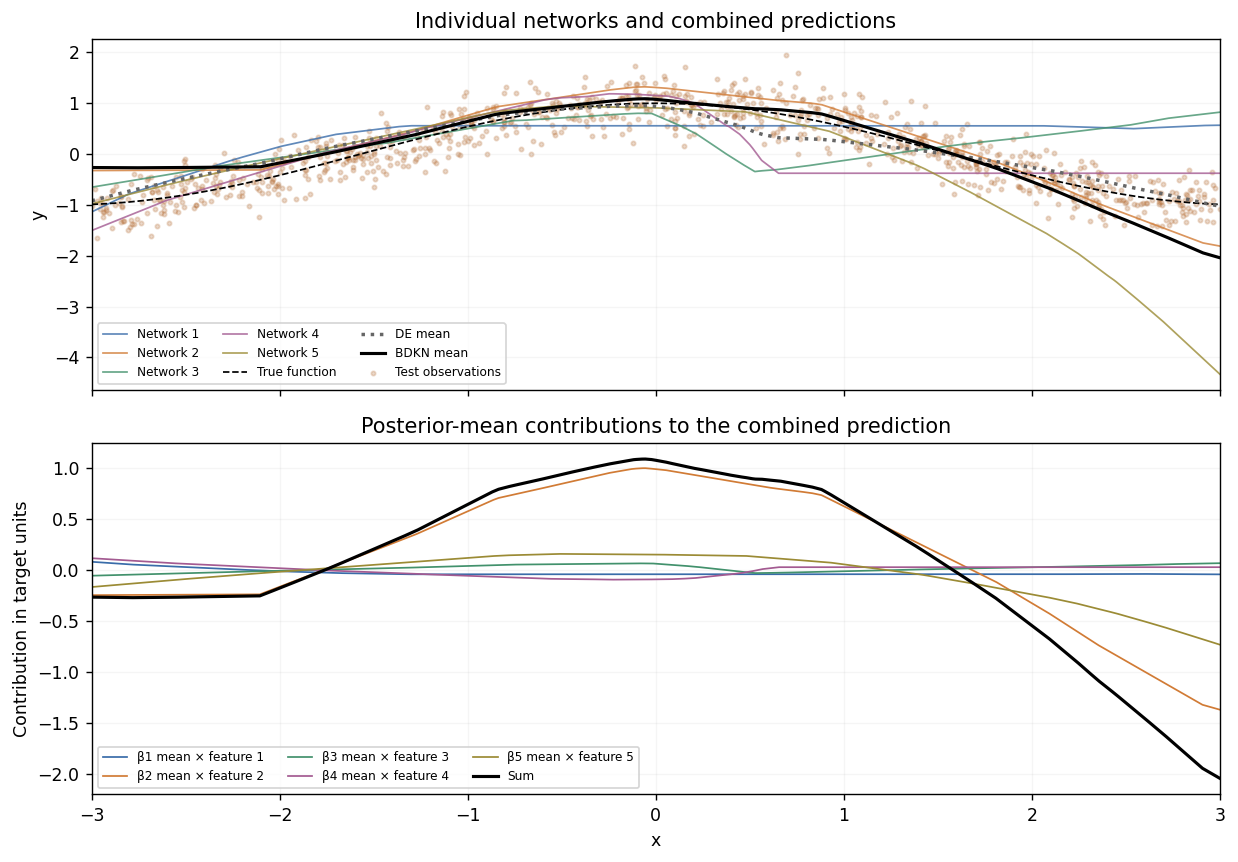 Individual networks and combined predictions
2
1
0
−1
−2
−3
−4
y
Network 1
Network 2
Network 3
Network 4
Network 5
True function
DE mean
BDKN mean
Test observations
Posterior-mean contributions to the combined prediction
1.0
0.5
0.0
−0.5
−1.0
−1.5
−2.0
Contribution in target units
β1 mean × feature 1
β2 mean × feature 2
β3 mean × feature 3
β4 mean × feature 4
β5 mean × feature 5
Sum
−3 −2 −1 0 1 2 3
x